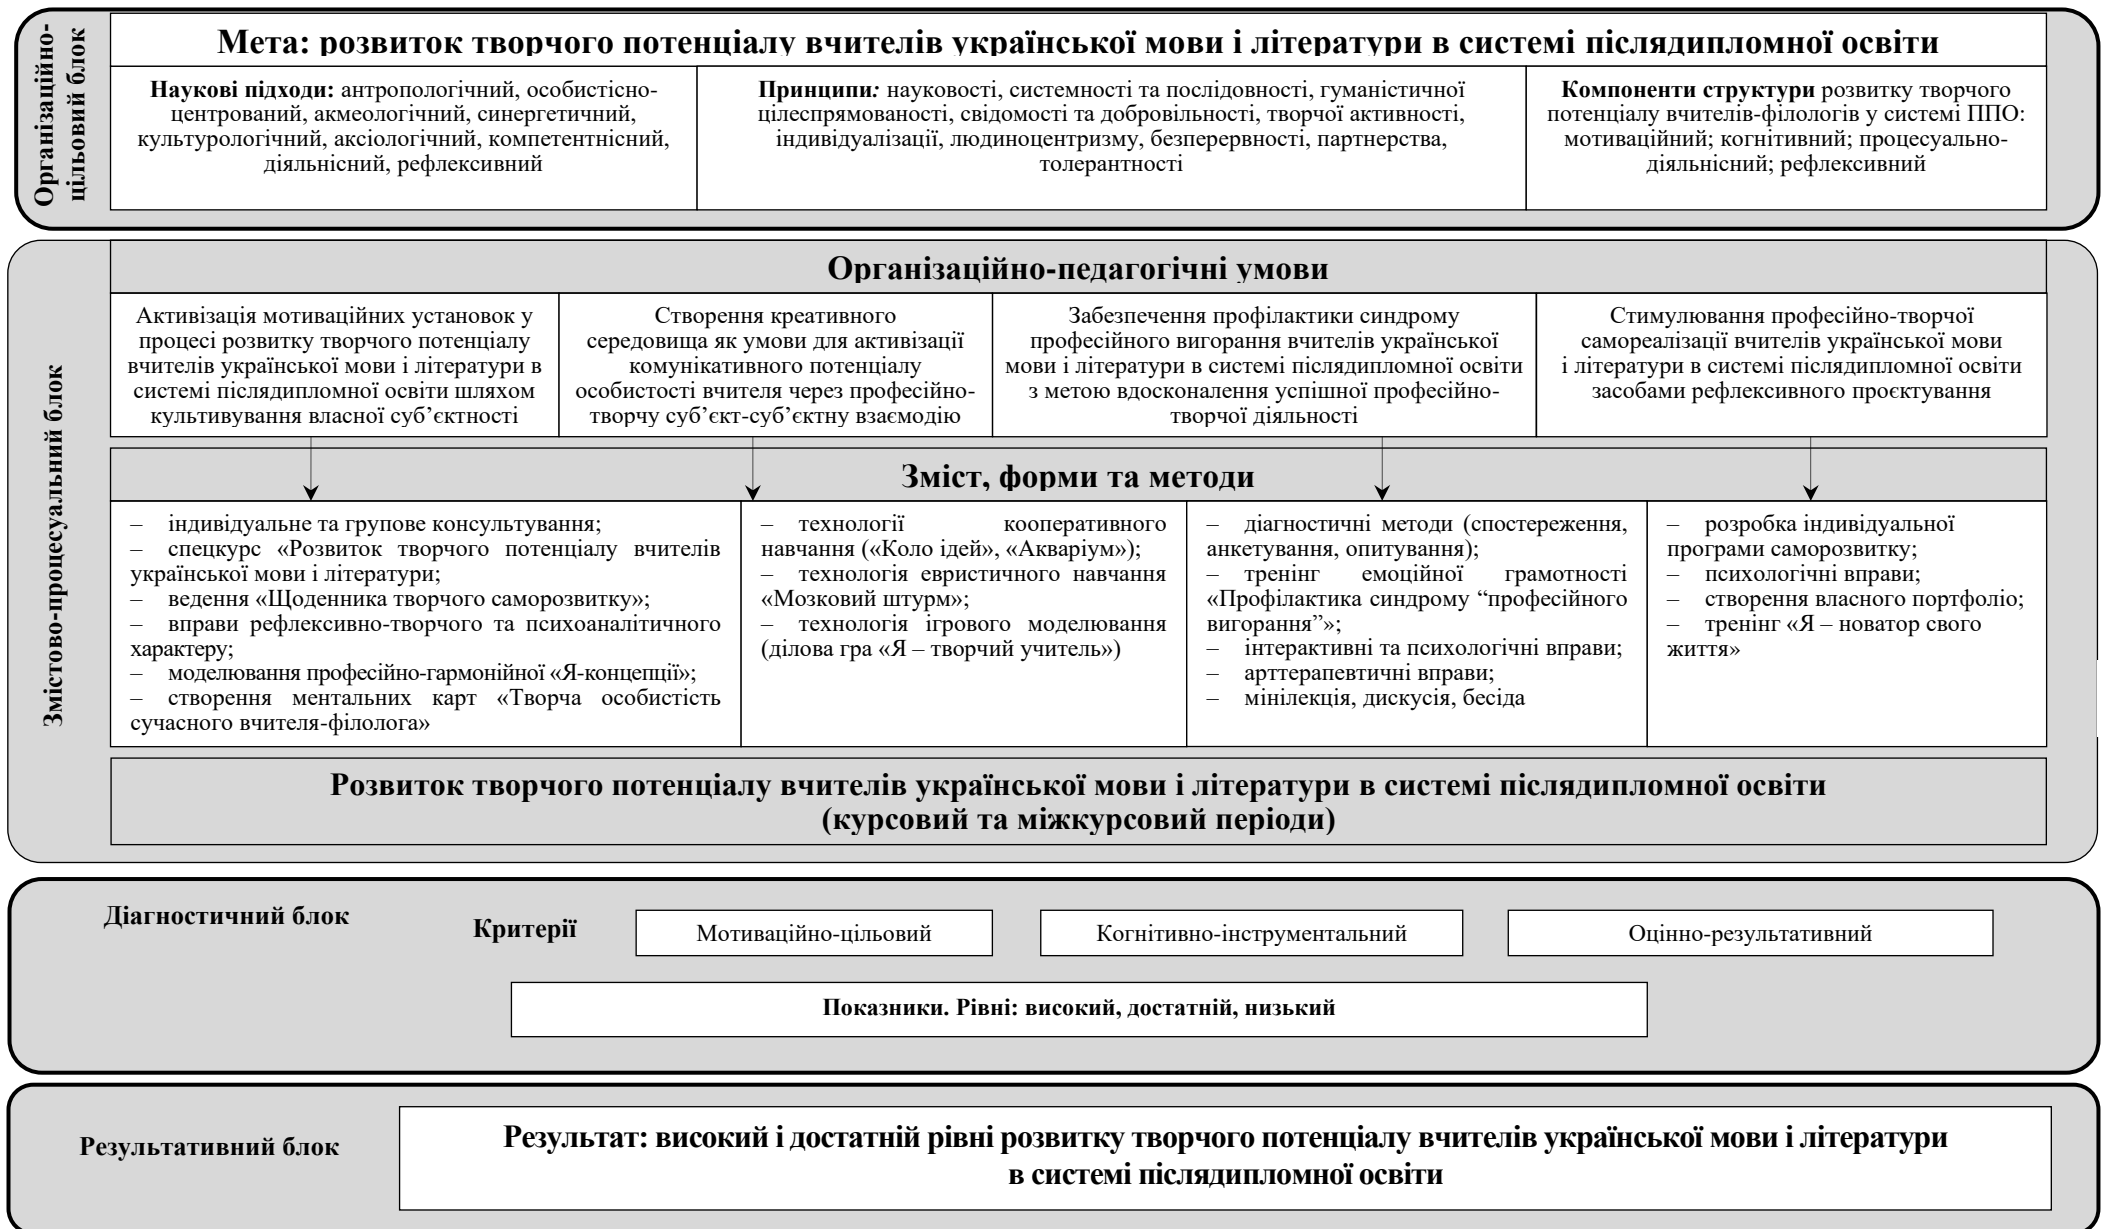 Організаційно-
цільовий блок
Мета: розвиток творчого потенціалу вчителів української мови і літератури в системі післядипломної освіти
Наукові підходи: антропологічний, особистісно-
центрований, акмеологічний, синергетичний,
культурологічний, аксіологічний, компетентнісний,
діяльнісний, рефлексивний
Принципи: науковості, системності та послідовності, гуманістичної
цілеспрямованості, свідомості та добровільності, творчої активності,
індивідуалізації, людиноцентризму, безперервності, партнерства,
толерантності
Компоненти структури розвитку творчого
потенціалу вчителів-філологів у системі ППО:
мотиваційний; когнітивний; процесуально-
діяльнісний; рефлексивний
Змістово-процесуальний блок
Організаційно-педагогічні умови
Активізація мотиваційних установок у
процесі розвитку творчого потенціалу
вчителів української мови і літератури в
системі післядипломної освіти шляхом
культивування власної суб’єктності
Створення креативного
середовища як умови для активізації
комунікативного потенціалу
особистості вчителя через професійно-
творчу суб’єкт-суб’єктну взаємодію
Забезпечення профілактики синдрому
професійного вигорання вчителів української
мови і літератури в системі післядипломної освіти
з метою вдосконалення успішної професійно-
творчої діяльності
Стимулювання професійно-творчої
самореалізації вчителів української мови
і літератури в системі післядипломної освіти
засобами рефлексивного проєктування
Зміст, форми та методи
– індивідуальне та групове консультування;
– спецкурс «Розвиток творчого потенціалу вчителів
української мови і літератури;
– ведення «Щоденника творчого саморозвитку»;
– вправи рефлексивно-творчого та психоаналітичного
характеру;
– моделювання професійно-гармонійної «Я-концепції»;
– створення ментальних карт «Творча особистість
сучасного вчителя-філолога»
– технології кооперативного
навчання («Коло ідей», «Акваріум»);
– технологія евристичного навчання
«Мозковий штурм»;
– технологія ігрового моделювання
(ділова гра «Я – творчий учитель»)
– діагностичні методи (спостереження,
анкетування, опитування);
– тренінг емоційної грамотності
«Профілактика синдрому “професійного
вигорання”»;
– інтерактивні та психологічні вправи;
– арттерапевтичні вправи;
– мінілекція, дискусія, бесіда
– розробка індивідуальної
програми саморозвитку;
– психологічні вправи;
– створення власного портфоліо;
– тренінг «Я – новатор свого
життя»
Розвиток творчого потенціалу вчителів української мови і літератури в системі післядипломної освіти
(курсовий та міжкурсовий періоди)
Діагностичний блок
Критерії
Мотиваційно-цільовий
Когнітивно-інструментальний
Оцінно-результативний
Показники. Рівні: високий, достатній, низький
Результативний блок
Результат: високий і достатній рівні розвитку творчого потенціалу вчителів української мови і літератури
в системі післядипломної освіти